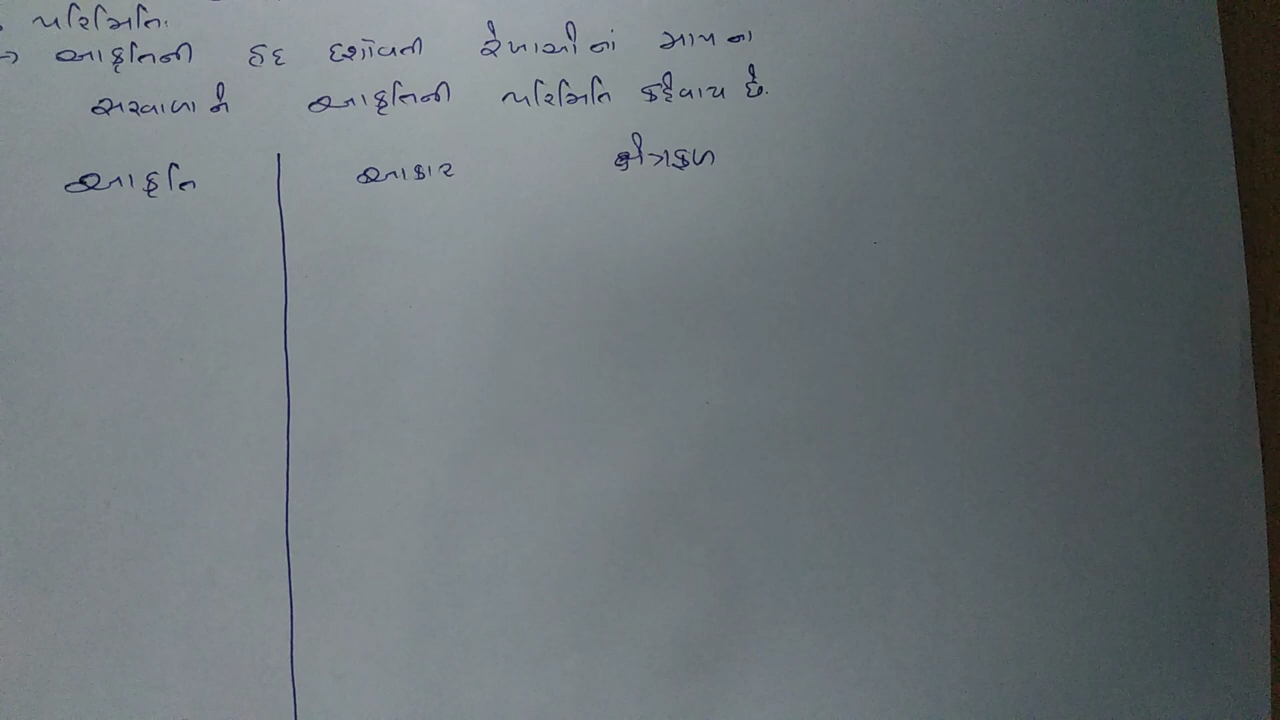 પરિમિતિ:
→ આકૃતિની હદ દર્શાવતી રેખાઓનાં માપના
સરવાળાને આકૃતિની પરિમિતિ કહેવાય છે.
આકૃતિ આકાર ક્ષેત્રફળ